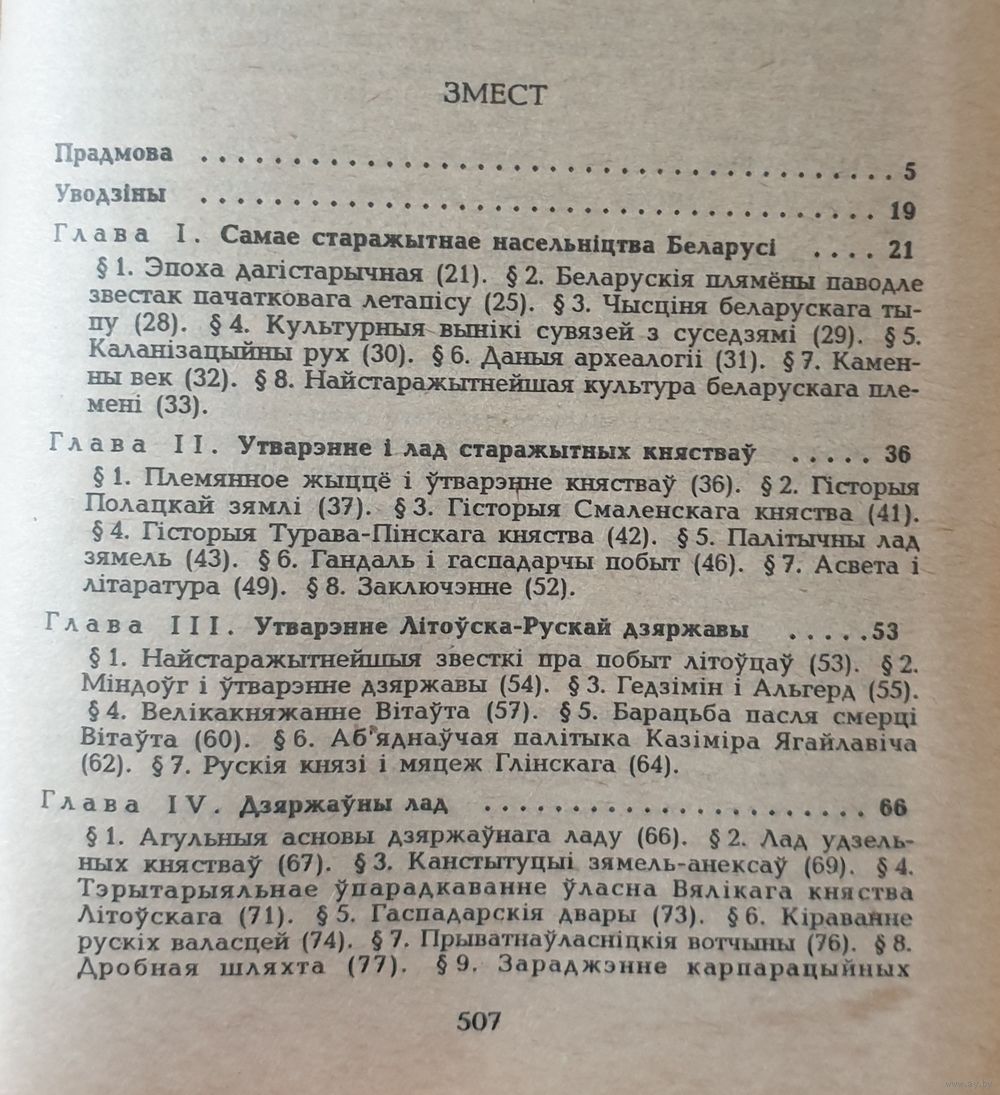 ЗМЕСТ
Прадмова . . . . . . . . . . . . . . . . . . . . . . . . . . . . . . . . . . . . . . . 5
Уводзіны . . . . . . . . . . . . . . . . . . . . . . . . . . . . . . . . . . . . . . 19
Глава I. Самае старажытнае насельніцтва Беларусі . . . . 21
§ 1. Эпоха дагістарычная (21). § 2. Беларускія плямёны паводле
звестак пачатковага летапісу (25). § 3. Чысціня беларускага ты-
пу (28). § 4. Культурныя вынікі сувязей з суседзямі (29). § 5.
Каланізацыйны рух (30). § 6. Даныя археалогіі (31). § 7. Камен-
ны век (32). § 8. Найстаражытнейшая культура беларускага пле-
мені (33).
Глава II. Утварэнне і лад старажытных княстваў . . . . . 36
§ 1. Племянное жыццё і ўтварэнне княстваў (36). § 2. Гісторыя
Полацкай зямлі (37). § 3. Гісторыя Смаленскага княства (41).
§ 4. Гісторыя Турава-Пінскага княства (42). § 5. Палітычны лад
зямель (43). § 6. Гандаль і гаспадарчы побыт (46). § 7. Асвета і
літаратура (49). § 8. Заключэнне (52).
Глава III. Утварэнне Літоўска-Рускай дзяржавы . . . . . 53
§ 1. Найстаражытнейшыя звесткі пра побыт літоўцаў (53). § 2.
Міндоўг і ўтварэнне дзяржавы (54). § 3. Гедзімін і Альгерд (55).
§ 4. Велікакняжанне Вітаўта (57). § 5. Барацьба пасля смерці
Вітаўта (60). § 6. Аб'яднаўчая палітыка Казіміра Ягайлавіча
(62). § 7. Рускія князі і мяцеж Глінскага (64).
Глава IV. Дзяржаўны лад . . . . . . . . . . . . . . . . . . . . . 66
§ 1. Агульныя асновы дзяржаўнага ладу (66). § 2. Лад удзель-
ных княстваў (67). § 3. Канстытуцыі зямель-анексаў (69). § 4.
Тэрытарыяльнае ўпарадкаванне ўласна Вялікага княства
Літоўскага (71). § 5. Гаспадарскія двары (73). § 6. Кіраванне
рускіх валасцей (74). § 7. Прыватнаўласніцкія вотчыны (76). § 8.
Дробная шляхта (77). § 9. Зараджэнне карпарацыйных
507
www.ay.by